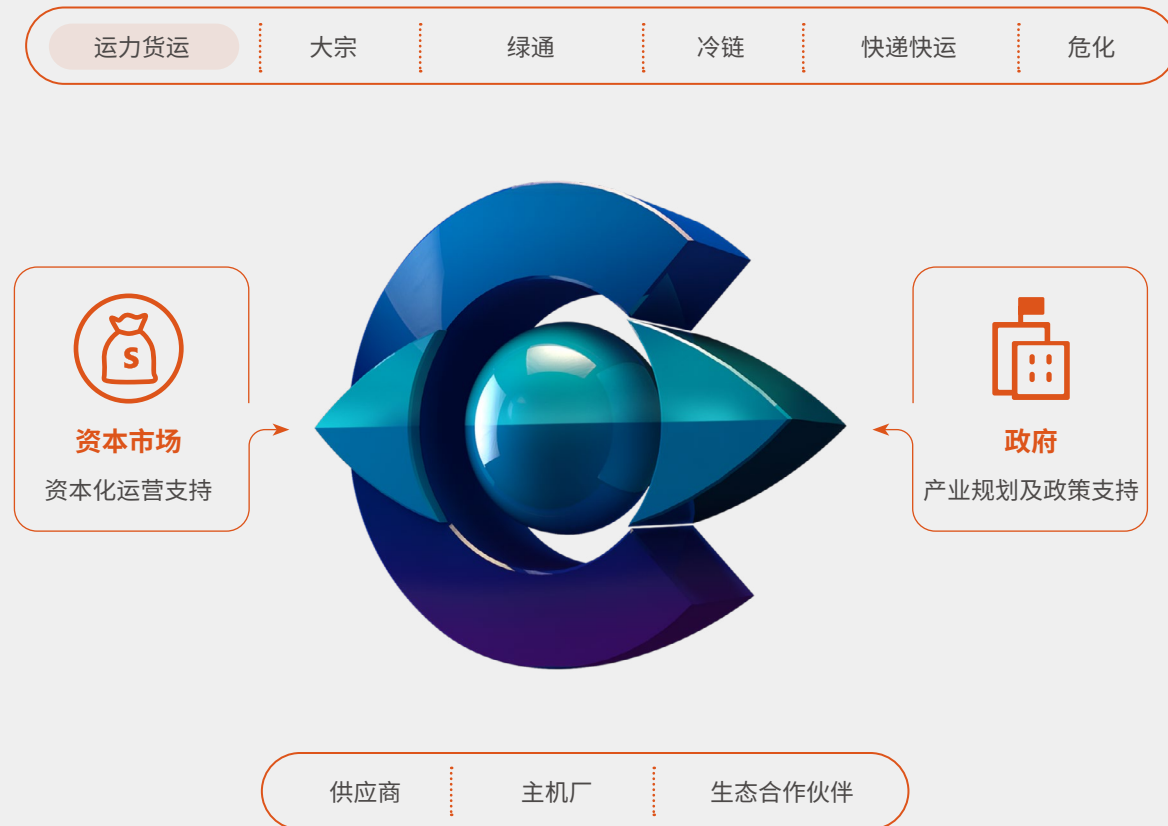 运力货运 大宗 绿通 冷链 快递快运 危化
S
资本市场
资本化运营支持
政府
产业规划及政策支持
供应商 主机厂 生态合作伙伴